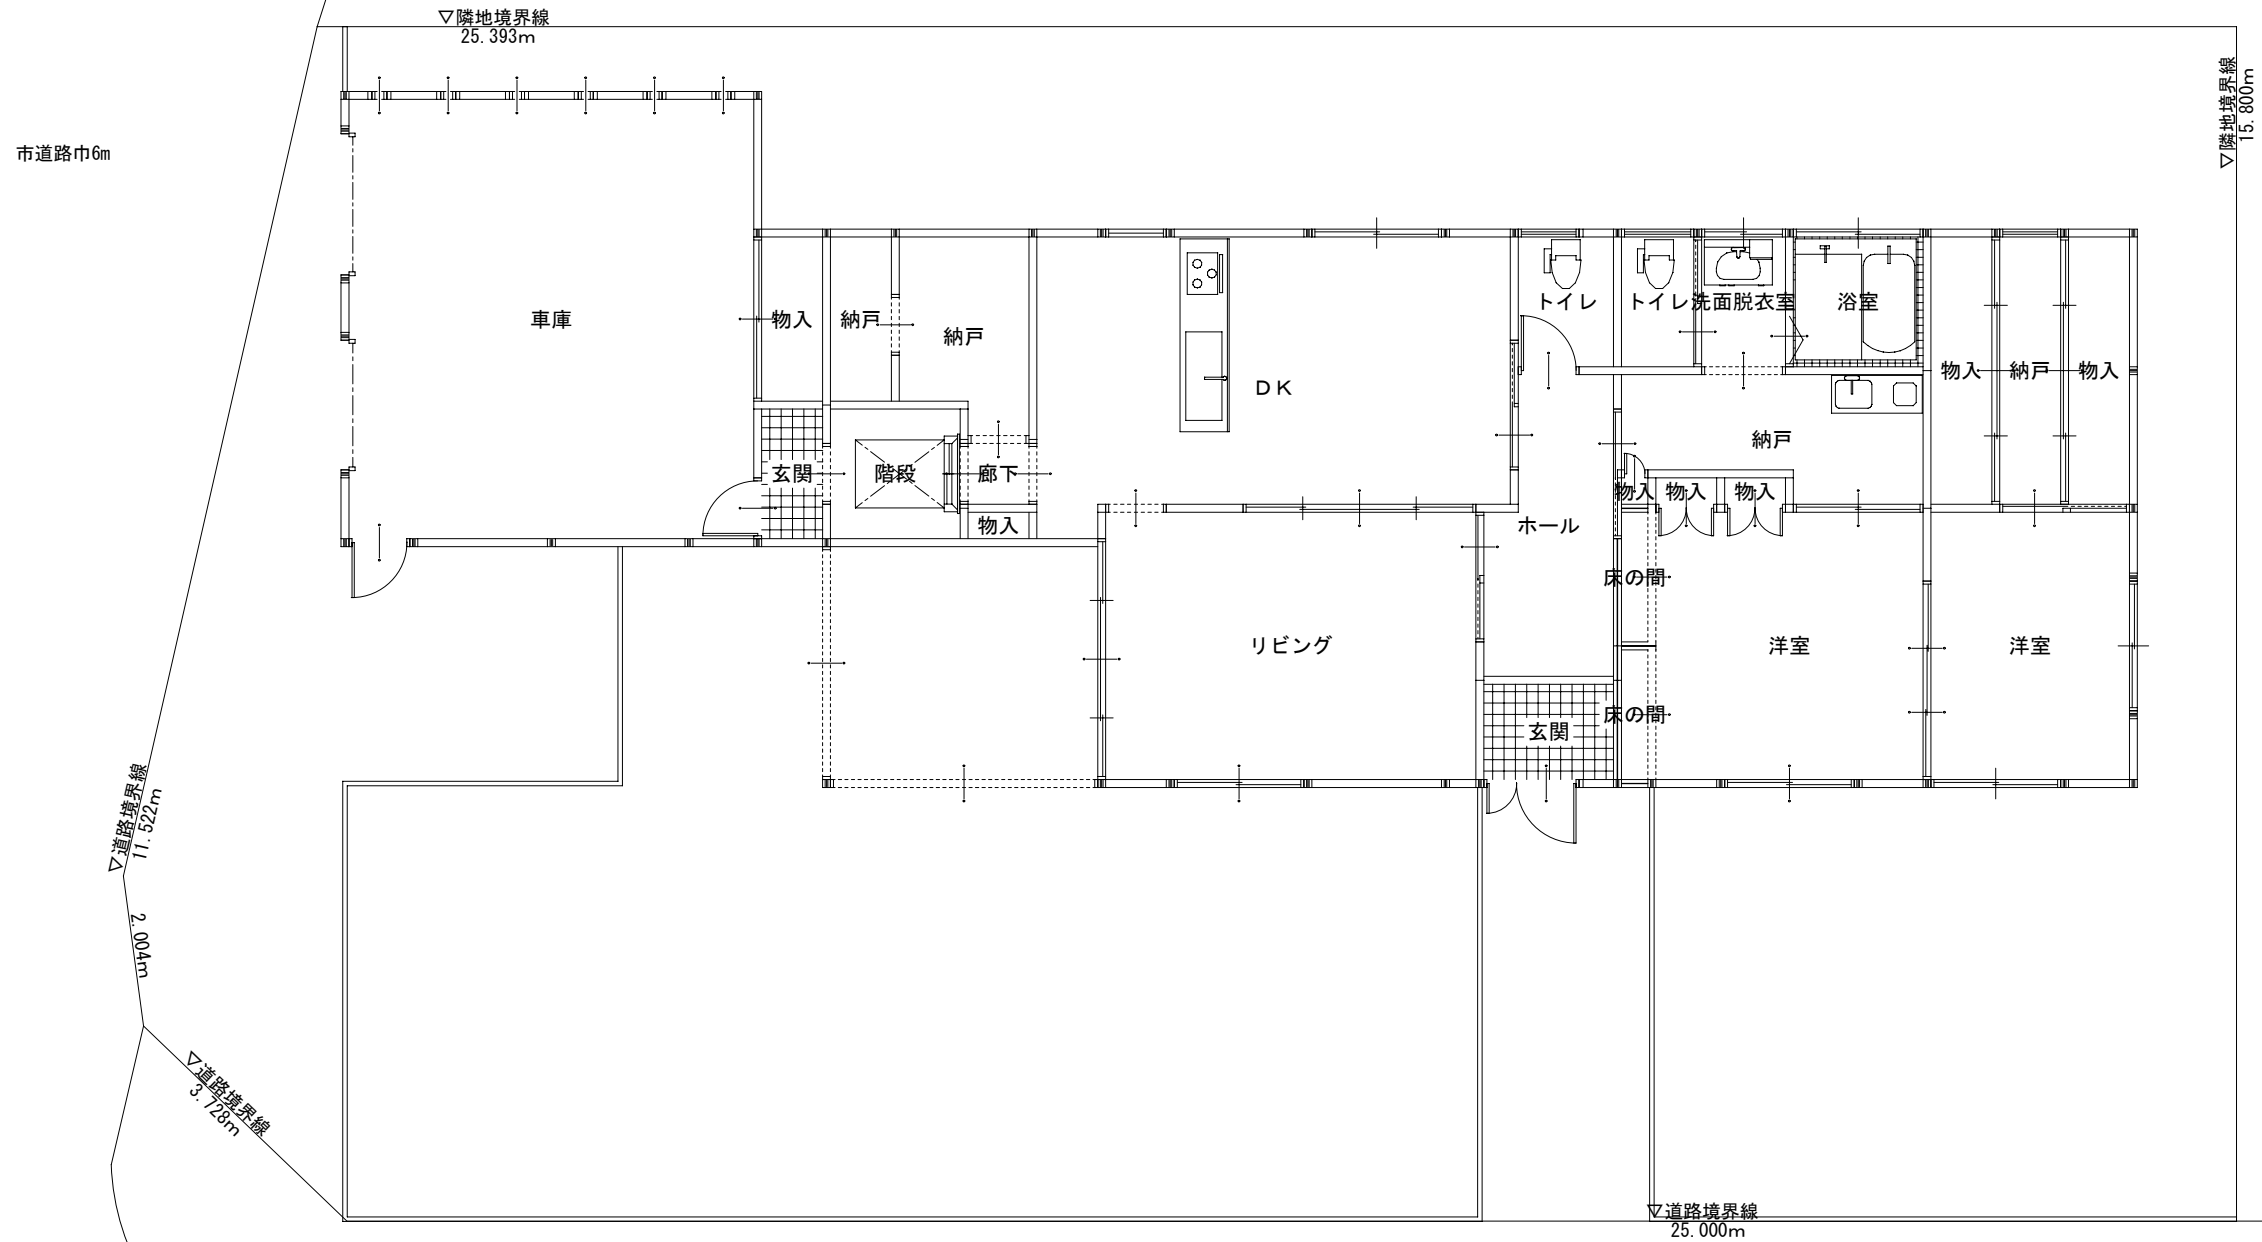 ▽隣地境界線
25.393m
▽隣地境界線
15.800m
市道路巾6m
車庫
物入
納戸
納戸
DK
トイレ
トイレ
洗面脱衣室
浴室
物入
納戸
物入
玄関
階段
廊下
物入
納戸
物入
物入
物入
ホール
床の間
リビング
洋室
洋室
床の間
玄関
▽道路境界線
11.522m
2.004m
▽道路境界線
3.728m
▽道路境界線
25.000m